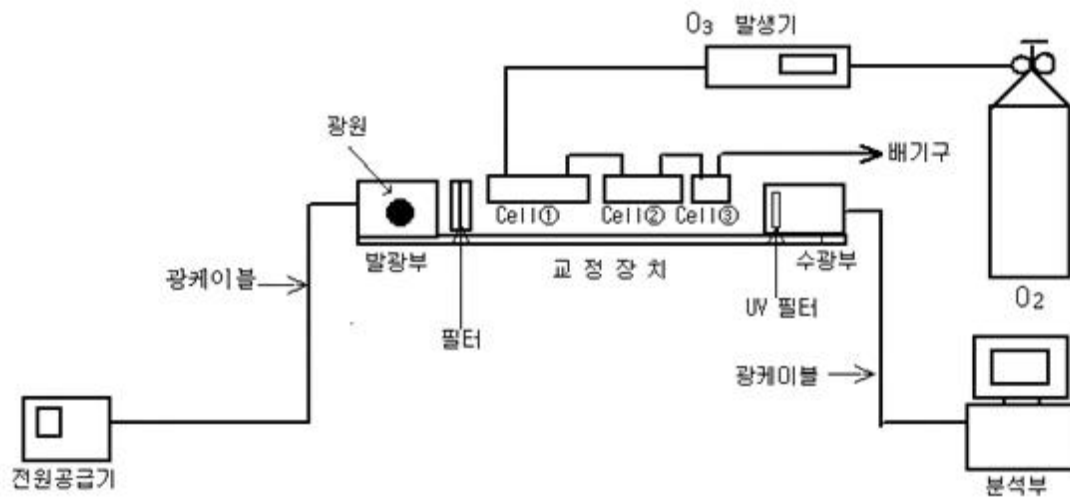 O₃ 발생기
광원
배기구
Cell①
Cell②
Cell③
발광부
교 정 장 치
수광부
광케이블
필터
UV 필터
O₂
광케이블
전원공급기
분석부